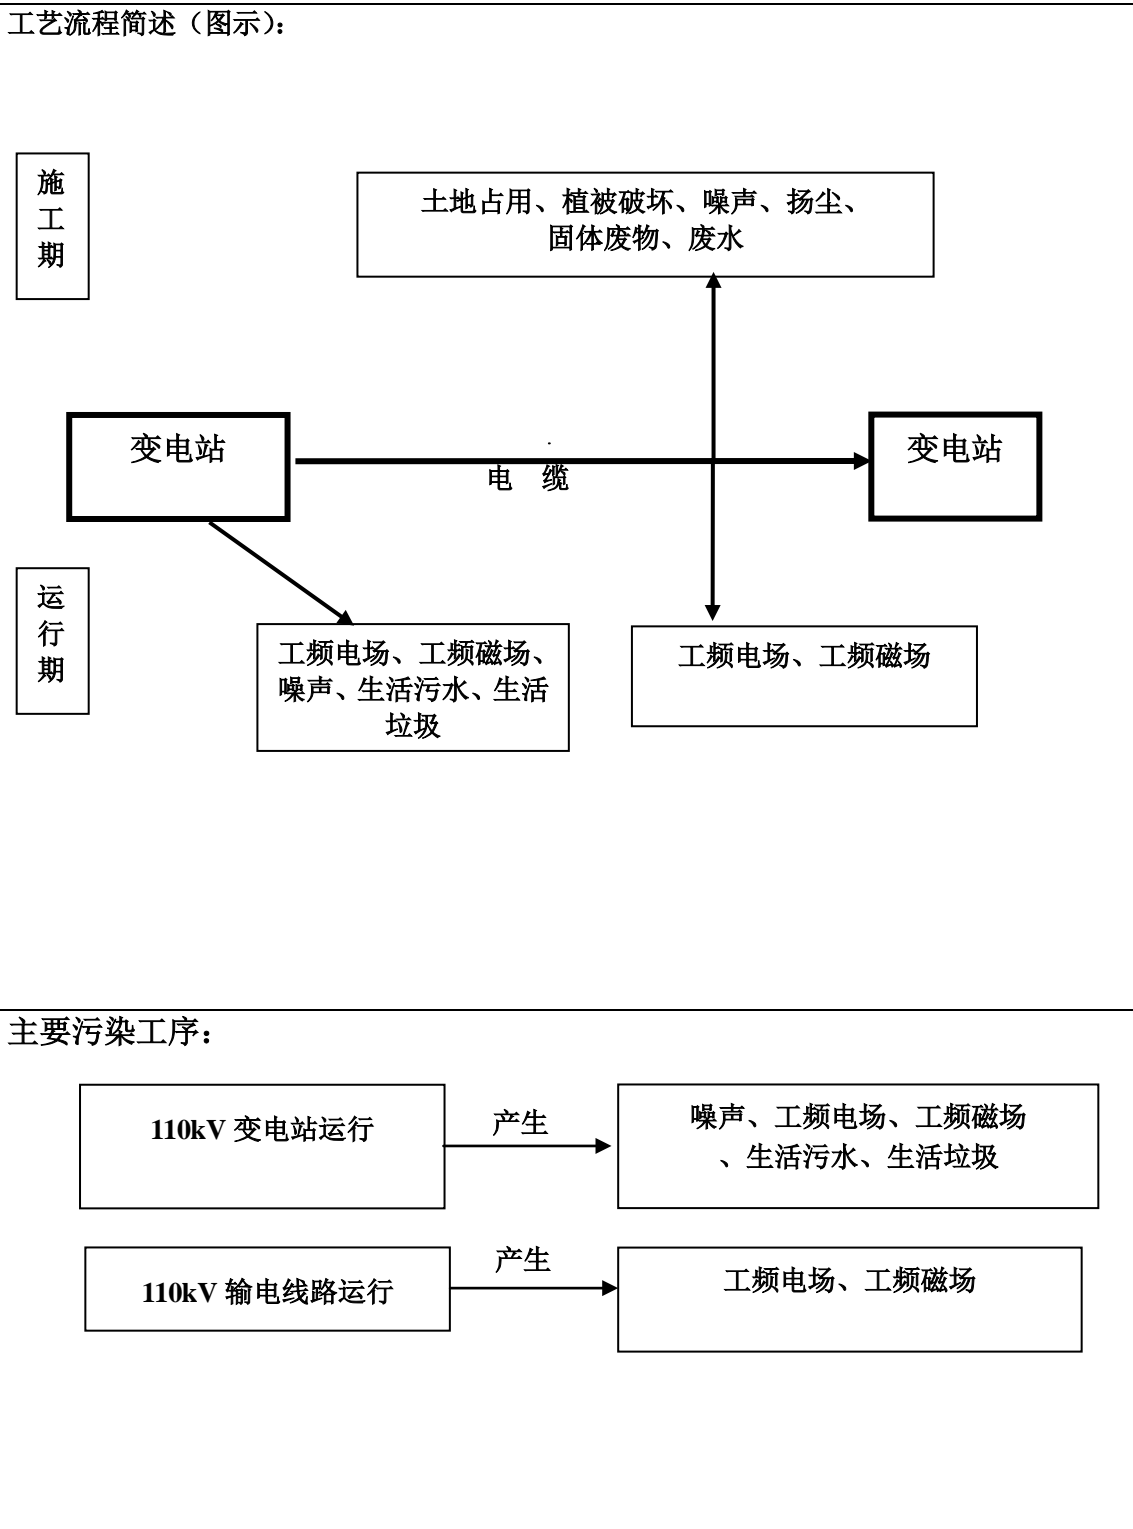 工艺流程简述（图示）：
施
工
期
土地占用、植被破坏、噪声、扬尘、
固体废物、废水
变电站
电 缆
变电站
运
行
期
工频电场、工频磁场、
噪声、生活污水、生活
垃圾
工频电场、工频磁场
主要污染工序：
110kV 变电站运行
产生
噪声、工频电场、工频磁场
、生活污水、生活垃圾
110kV 输电线路运行
产生
工频电场、工频磁场